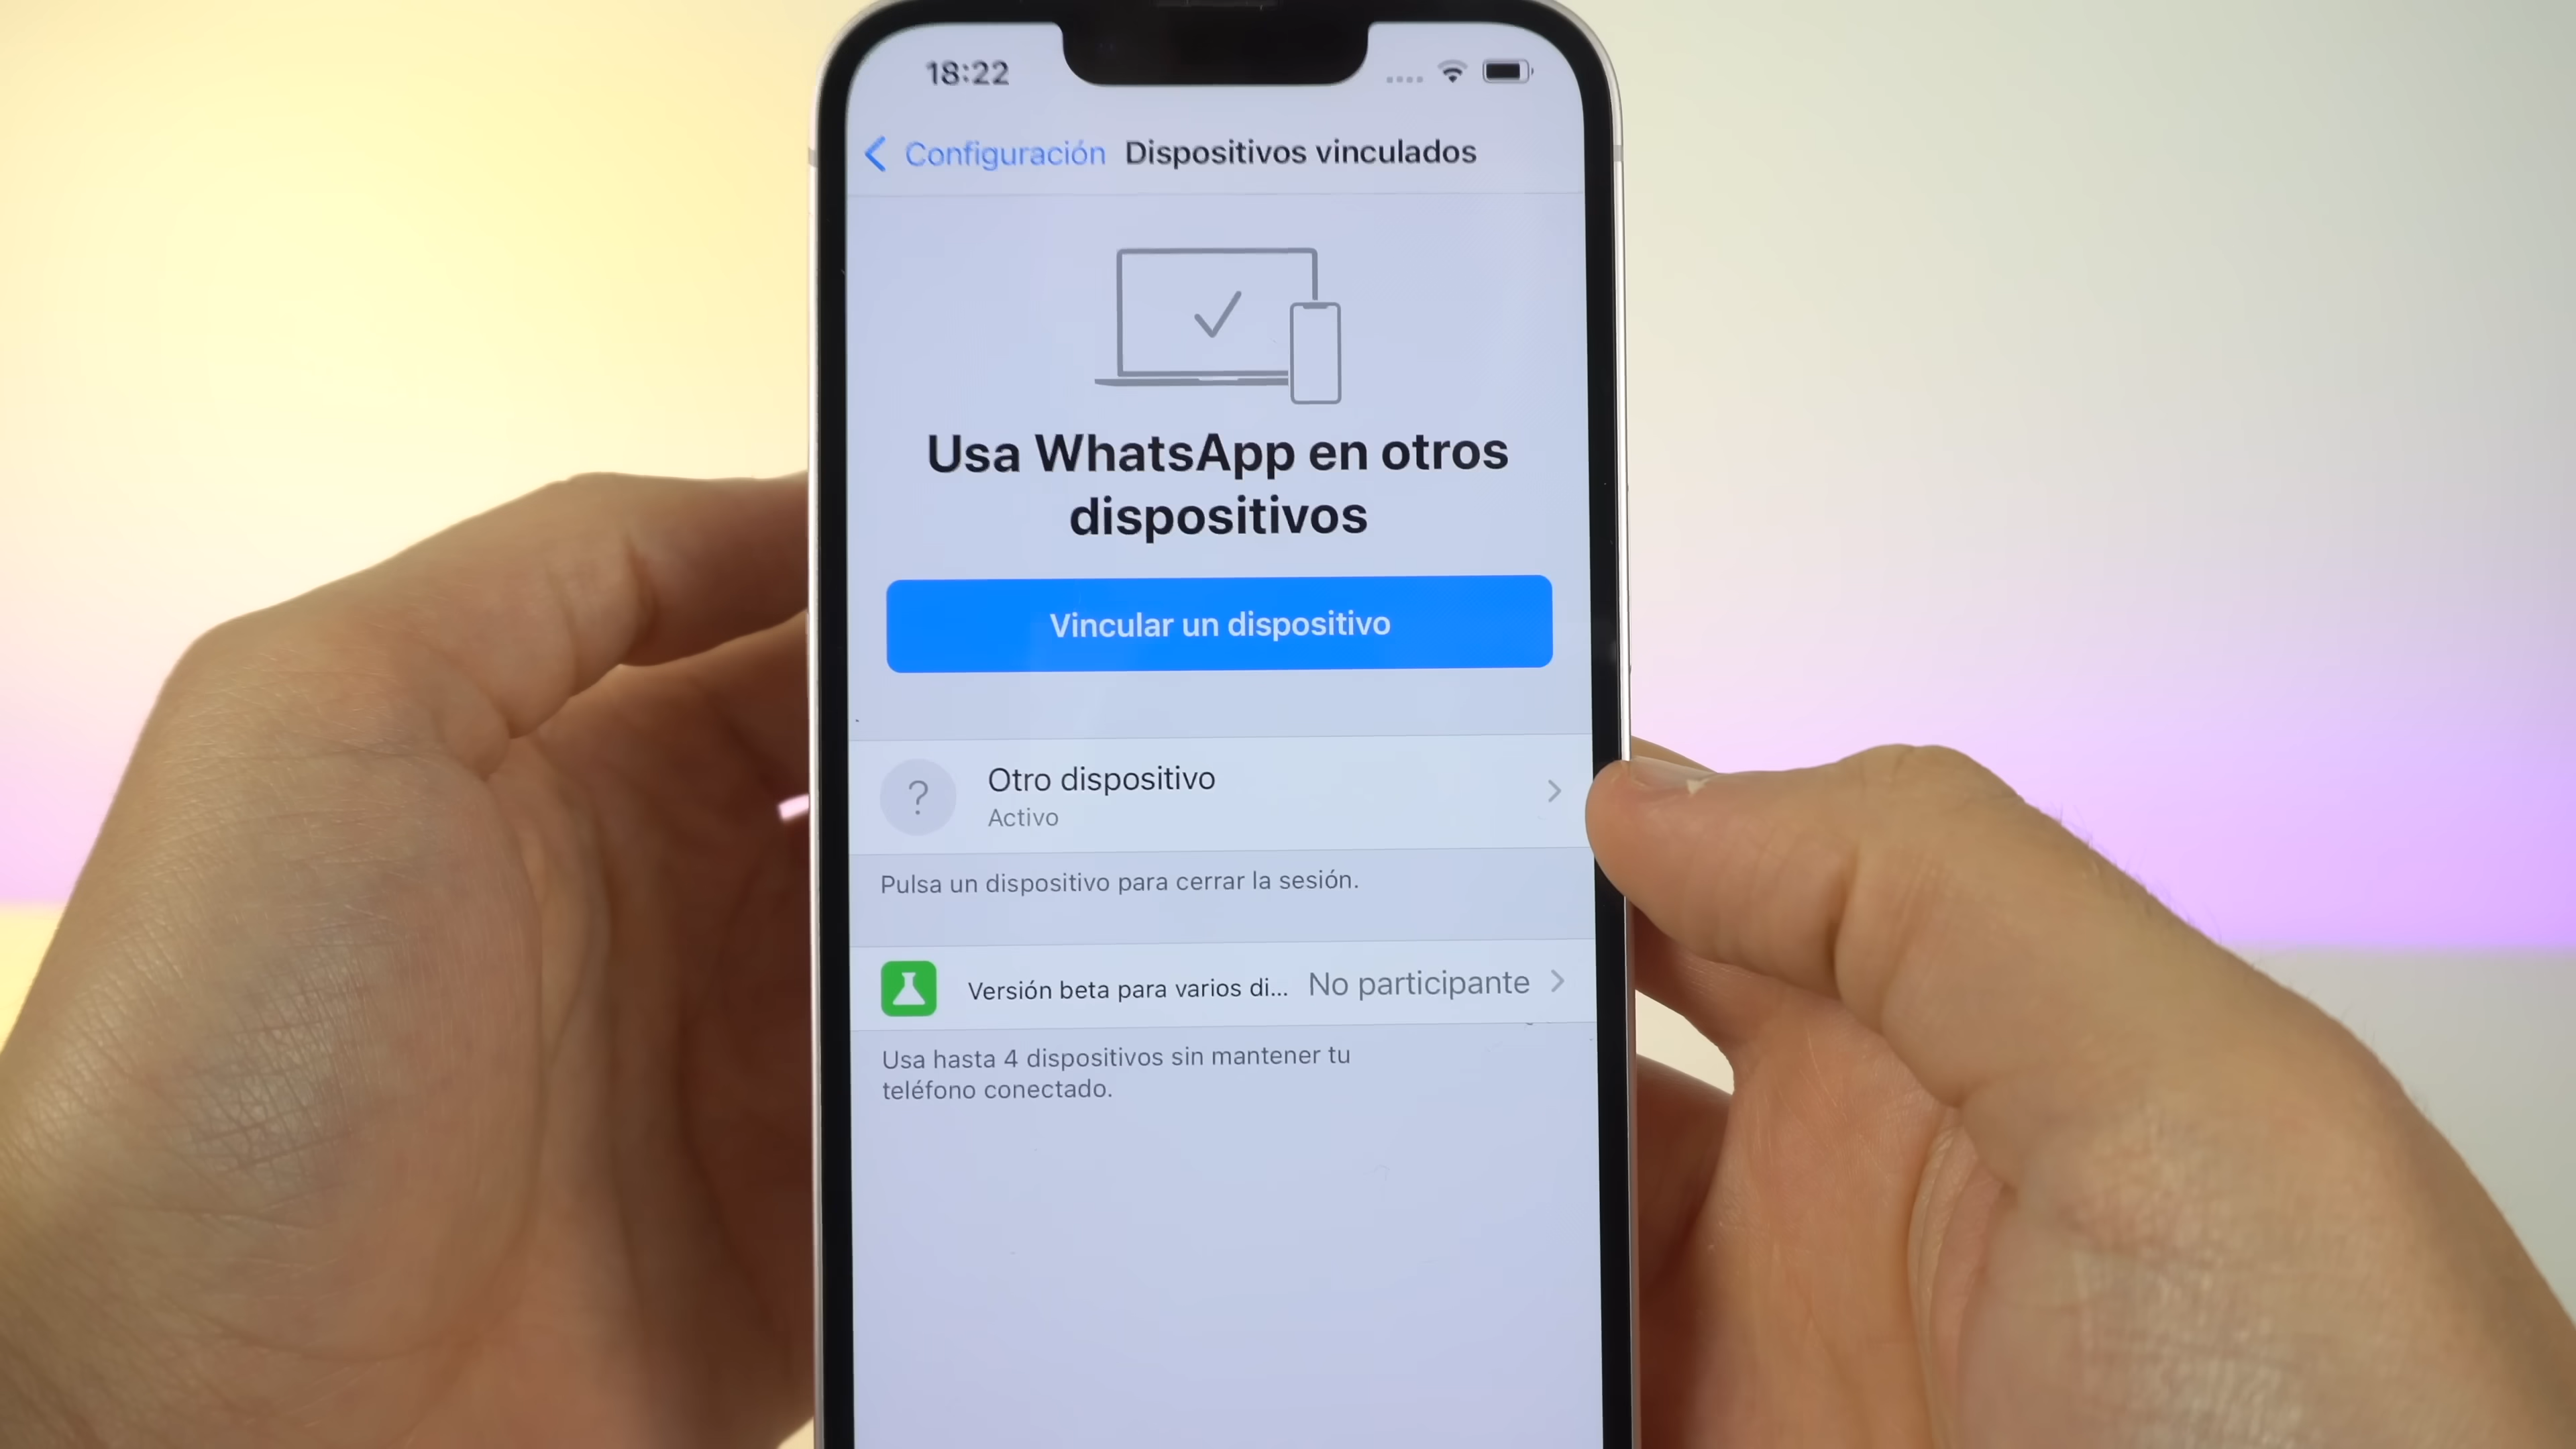 18:22
Configuración Dispositivos vinculados
Usa WhatsApp en otros
dispositivos
Vincular un dispositivo
?
Otro dispositivo
Activo
Pulsa un dispositivo para cerrar la sesión.
Versión beta para varios di... No participante
Usa hasta 4 dispositivos sin mantener tu
teléfono conectado.